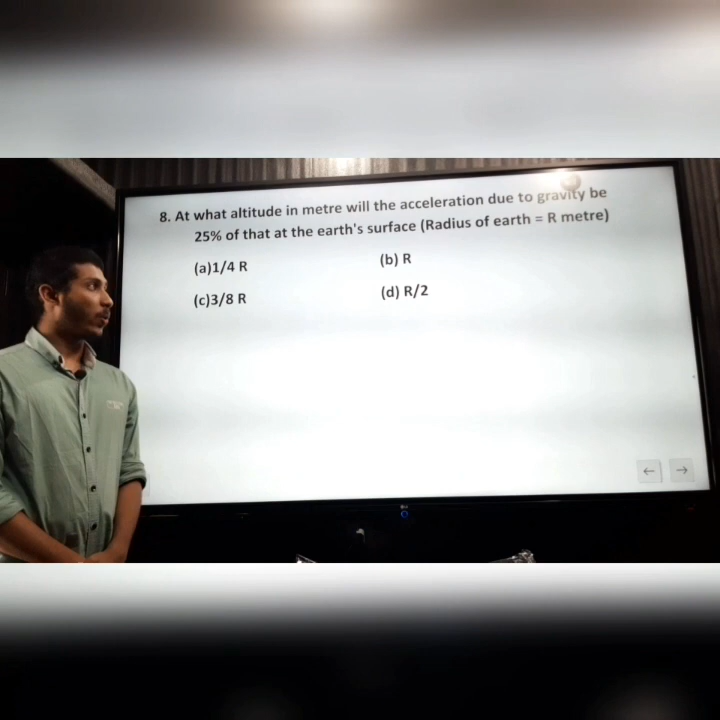 8. At what altitude in metre will the acceleration due to gravity be
25% of that at the earth's surface (Radius of earth = R metre)
(a)1/4 R
(b) R
(c)3/8 R
(d) R/2